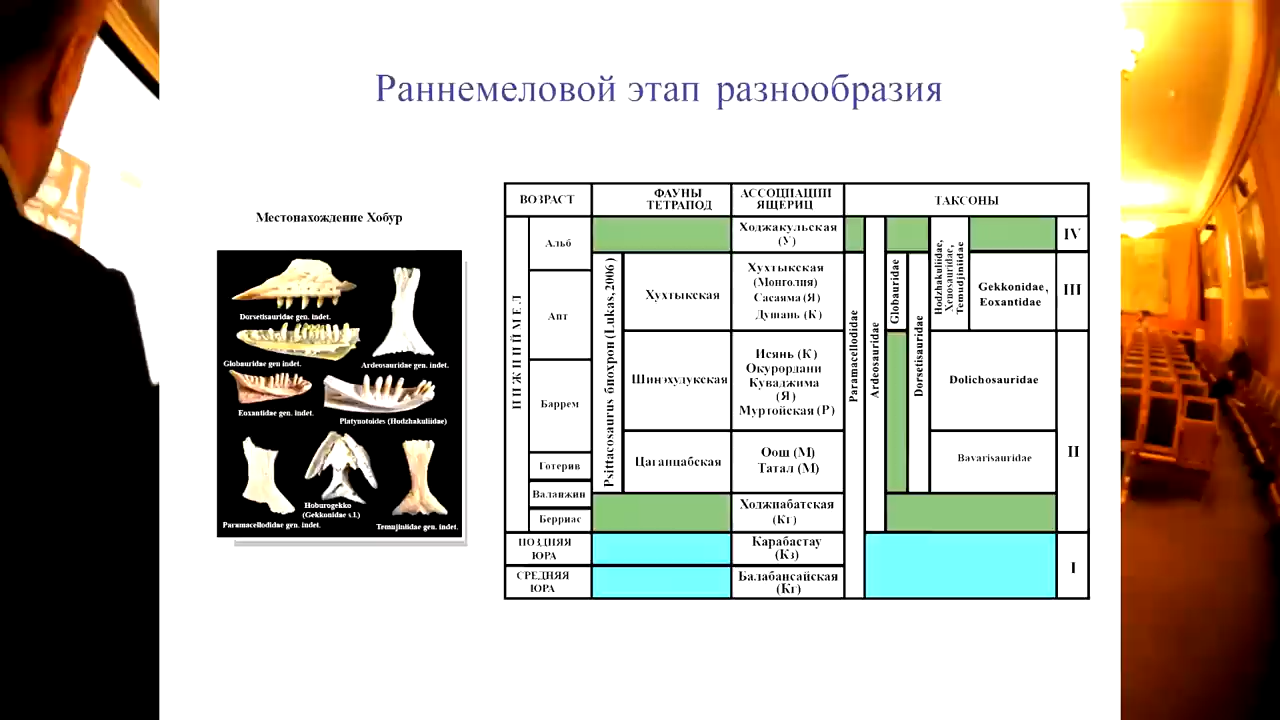 Раннемеловой этап разнообразия
Местонахождение Хобур
Dorsetisauridae gen. indet.
Globauridae gen indet.
Ardeosauridae gen. indet.
Eoxantidae gen. indet.
Platynotoides (Hodzhakuliidae)
Hoburogekko
(Gekkonidae s.l.)
Paramacellodidae gen. indet.
Temujiniidae gen. indet.
ВОЗРАСТ
ФАУНЫ
ТЕТРАПОД
АССОЦИАЦИИ
ЯЩЕРИЦ
ТАКСОНЫ
НИЖНИЙ МЕЛ
Альб
Апт
Баррем
Готерив
Валанжин
Берриас
ПОЗДНЯЯ
ЮРА
СРЕДНЯЯ
ЮРА
Psittacosaurus биохрон (Lukas, 2006)
Хухтыкская
Шинэхудукская
Цаганцабская
Ходжакульская
(У)
Хухтыкская
(Монголия)
Сасаяма (Я)
Душань (К)
Исянь (К)
Окурордани
Куваджима
(Я)
Муртойская (Р)
Оош (М)
Татал (М)
Ходжиабатская
(Кг)
Карабастау
(Кз)
Балабансайская
(Кг)
Paramacellodidae
Ardeosauridae
Globauridae
Dorsetisauridae
Hodzhakuliidae,
Xenosauridae,
Temudjiniidae
Gekkonidae,
Eoxantidae
Dolichosauridae
Bavarisauridae
IV
III
II
I